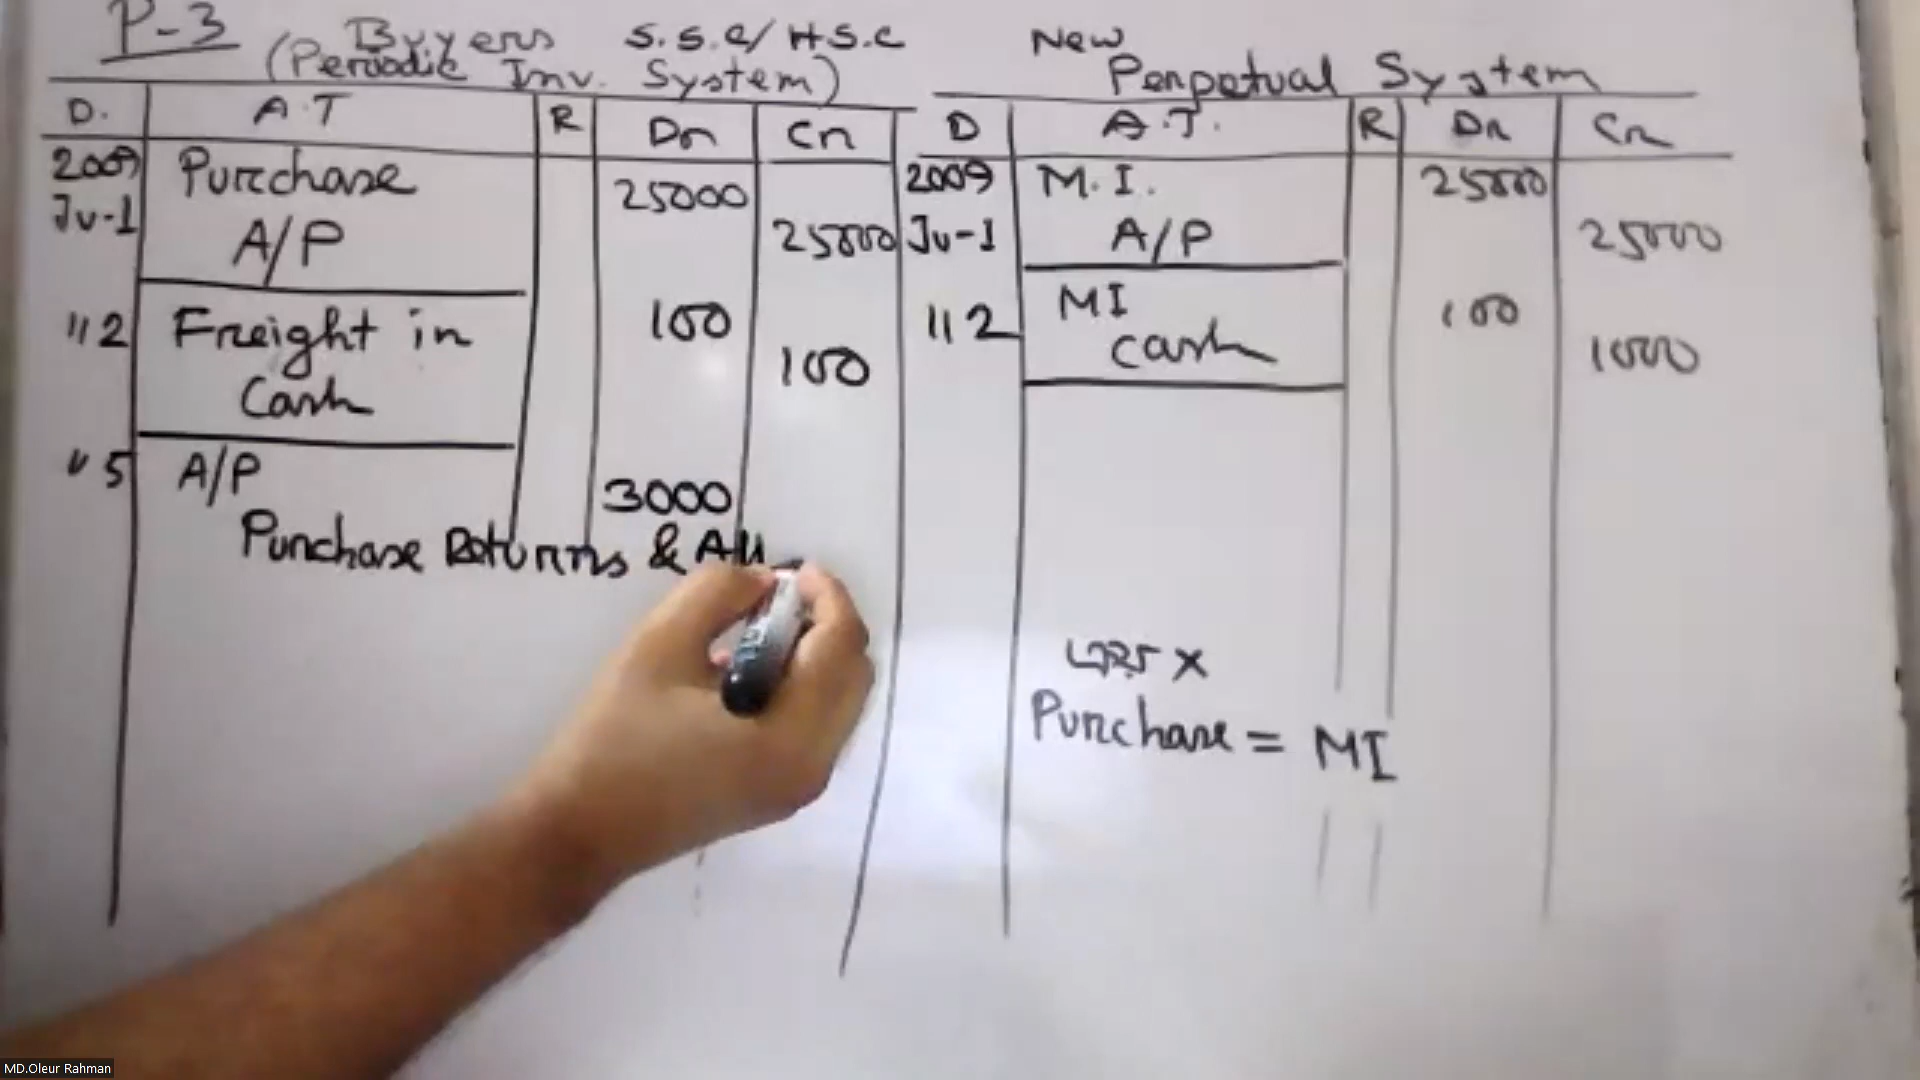 P-3
Buyers S.S.C/H.S.C
(Periodic Inv. System)
D. A.T R Dr Cr
2009 Purchase 25000
Ju-1 A/P 25000
"2 Freight in 100
Cash 100
"5 A/P 3000
Purchase Returns & All
New
Perpetual System
D A.T. R Dr Cr
2009 M.I. 25000
Ju-1 A/P 25000
"2 MI 100
cash 1000
x
Purchase = MI
MD.Oleur Rahman